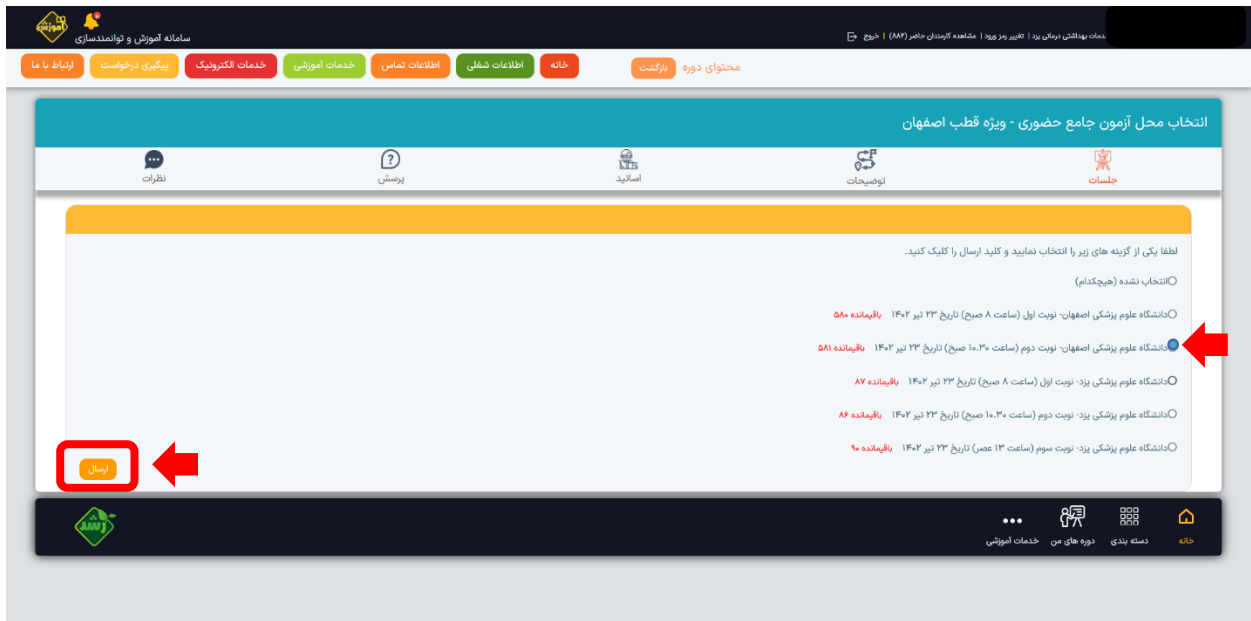 آموزش
سامانه آموزش و توانمندسازی
خدمات بهداشتی درمانی یزد | تغییر رمز ورود | مشاهده کارمندان حاضر (۸۸۲) | خروج
محتوای دوره بازگشت
خانه اطلاعات شغلی اطلاعات تماس خدمات آموزشی خدمات الکترونیک پیگیری درخواست ارتباط با ما
انتخاب محل آزمون جامع حضوری - ویژه قطب اصفهان
جلسات توضیحات اساتید پرسش نظرات
لطفا یکی از گزینه های زیر را انتخاب نمایید و کلید ارسال را کلیک کنید.
انتخاب نشده (هیچکدام)
دانشگاه علوم پزشکی اصفهان- نوبت اول (ساعت ۸ صبح) تاریخ ۲۳ تیر ۱۴۰۲ باقیمانده ۵۸۰
دانشگاه علوم پزشکی اصفهان- نوبت دوم (ساعت ۱۰.۳۰ صبح) تاریخ ۲۳ تیر ۱۴۰۲ باقیمانده ۵۸۱
دانشگاه علوم پزشکی یزد- نوبت اول (ساعت ۸ صبح) تاریخ ۲۳ تیر ۱۴۰۲ باقیمانده ۸۷
دانشگاه علوم پزشکی یزد- نوبت دوم (ساعت ۱۰.۳۰ صبح) تاریخ ۲۳ تیر ۱۴۰۲ باقیمانده ۸۶
دانشگاه علوم پزشکی یزد- نوبت سوم (ساعت ۱۳ عصر) تاریخ ۲۳ تیر ۱۴۰۲ باقیمانده ۹۰
ارسال
خانه دسته بندی دوره های من خدمات آموزشی
رشد